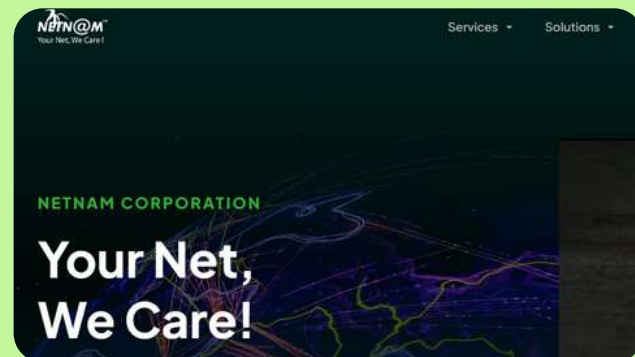 NETN@M™
Your Net, We Care!
Services
Solutions
NETNAM CORPORATION
Your Net,
We Care!